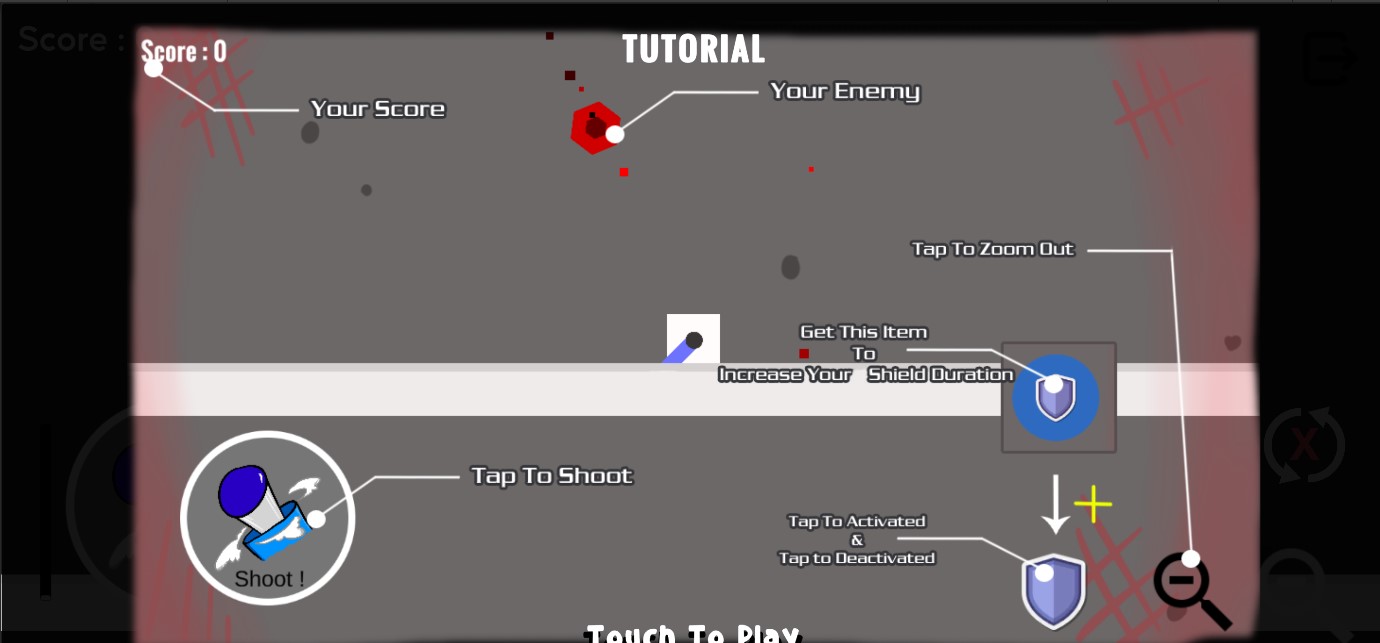 Score :
Score : 0
TUTORIAL
Your Score
Your Enemy
Tap To Zoom Out
Get This Item
To
Increase Your Shield Duration
Tap To Shoot
Shoot !
Tap To Activated
&
Tap to Deactivated
Touch To Play